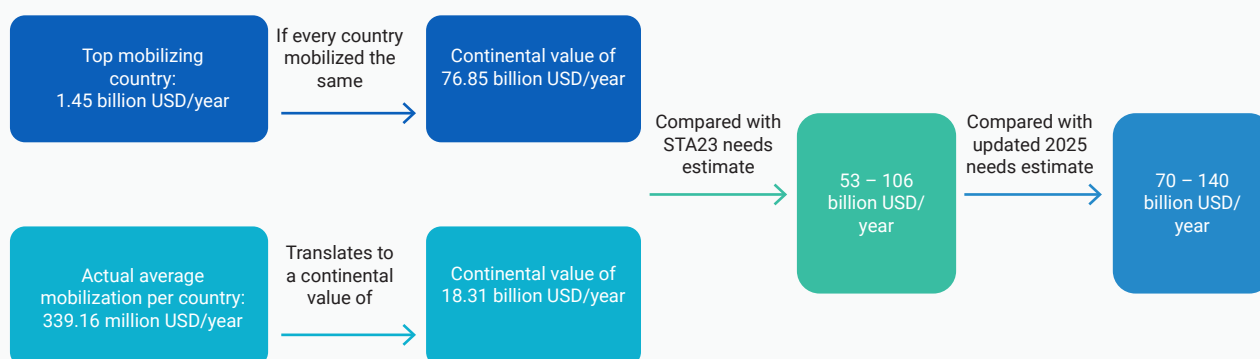 Top mobilizing
country:
1.45 billion USD/year
If every country
mobilized the
same
Continental value of
76.85 billion USD/year
Actual average
mobilization per country:
339.16 million USD/year
Translates to
a continental
value of
Continental value of
18.31 billion USD/year
Compared with
STA23 needs
estimate
53 – 106
billion USD/
year
Compared with
updated 2025
needs estimate
70 – 140
billion USD/
year